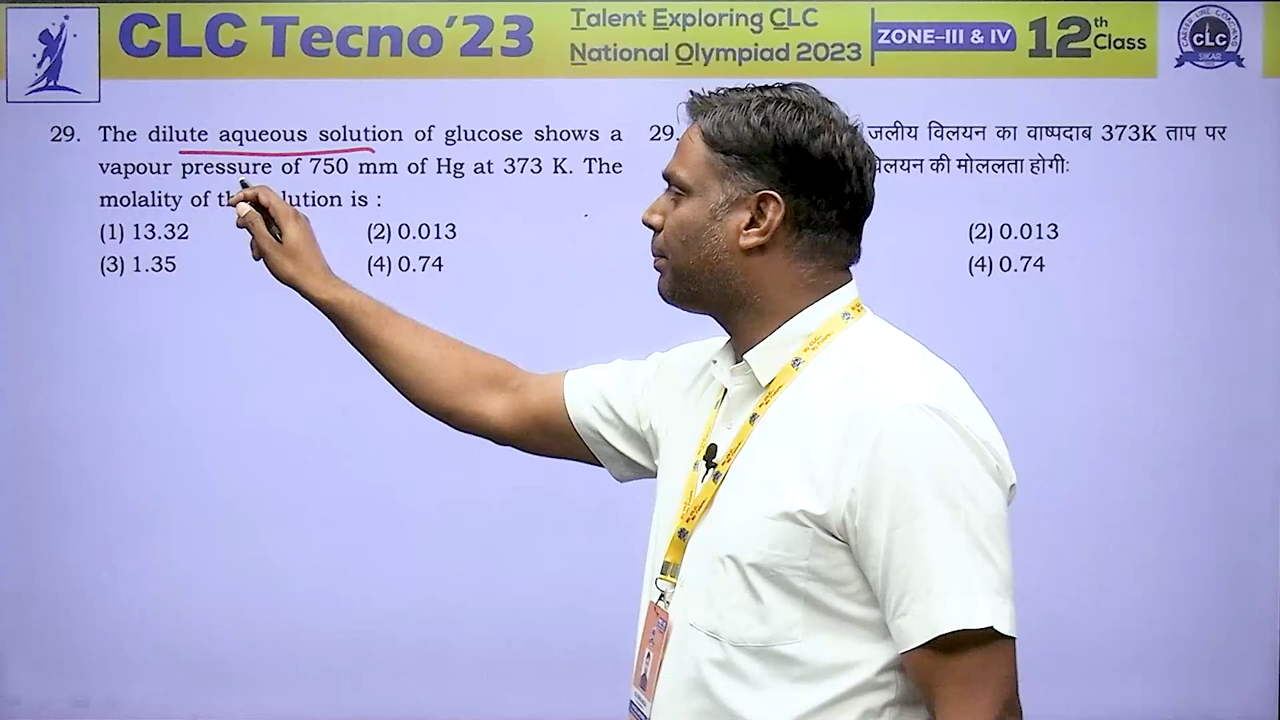 CLC Tecno'23
Talent Exploring CLC
National Olympiad 2023
ZONE–III & IV
12th Class
CLC
SIKAR
29. The dilute aqueous solution of glucose shows a
vapour pressure of 750 mm of Hg at 373 K. The
molality of lution is :
(1) 13.32 (2) 0.013
(3) 1.35 (4) 0.74
29. जलीय विलयन का वाष्पदाब 373K ताप पर
विलयन की मोललता होगीः
(2) 0.013
(4) 0.74